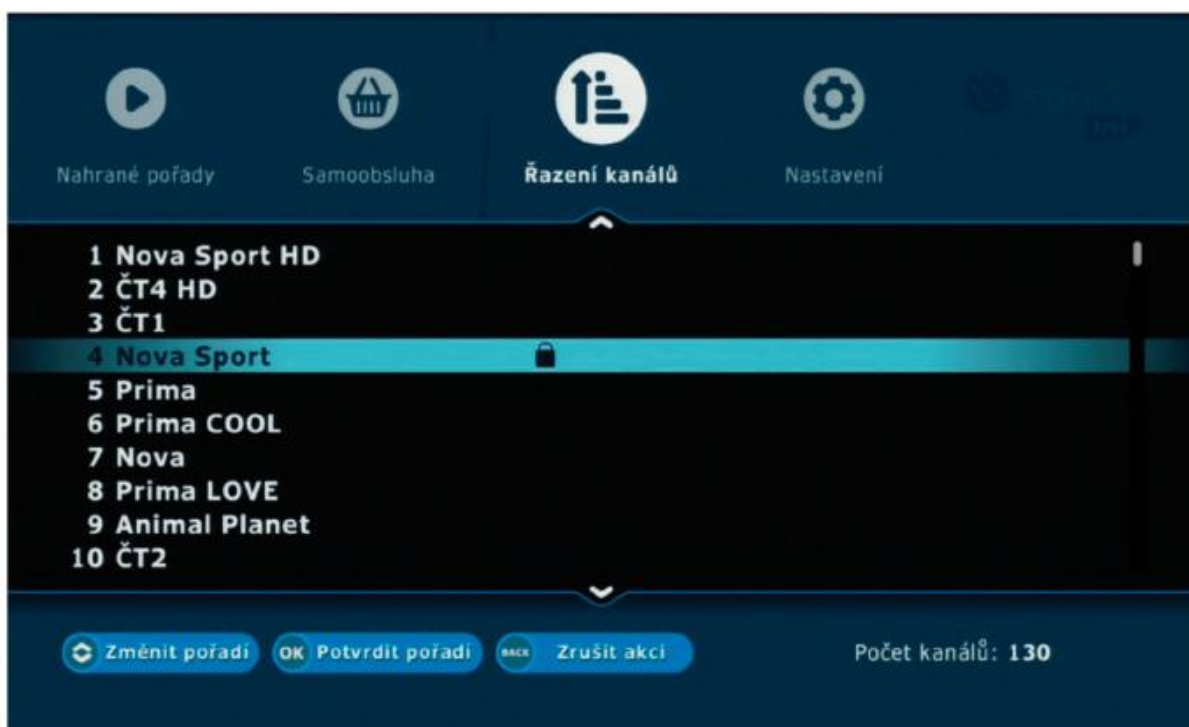 Nahrané pořady
Samoobsluha
Řazení kanálů
Nastavení
1 Nova Sport HD
2 ČT4 HD
3 ČT1
4 Nova Sport
5 Prima
6 Prima COOL
7 Nova
8 Prima LOVE
9 Animal Planet
10 ČT2
Změnit pořadí
OK Potvrdit pořadí
BACK Zrušit akci
Počet kanálů: 130